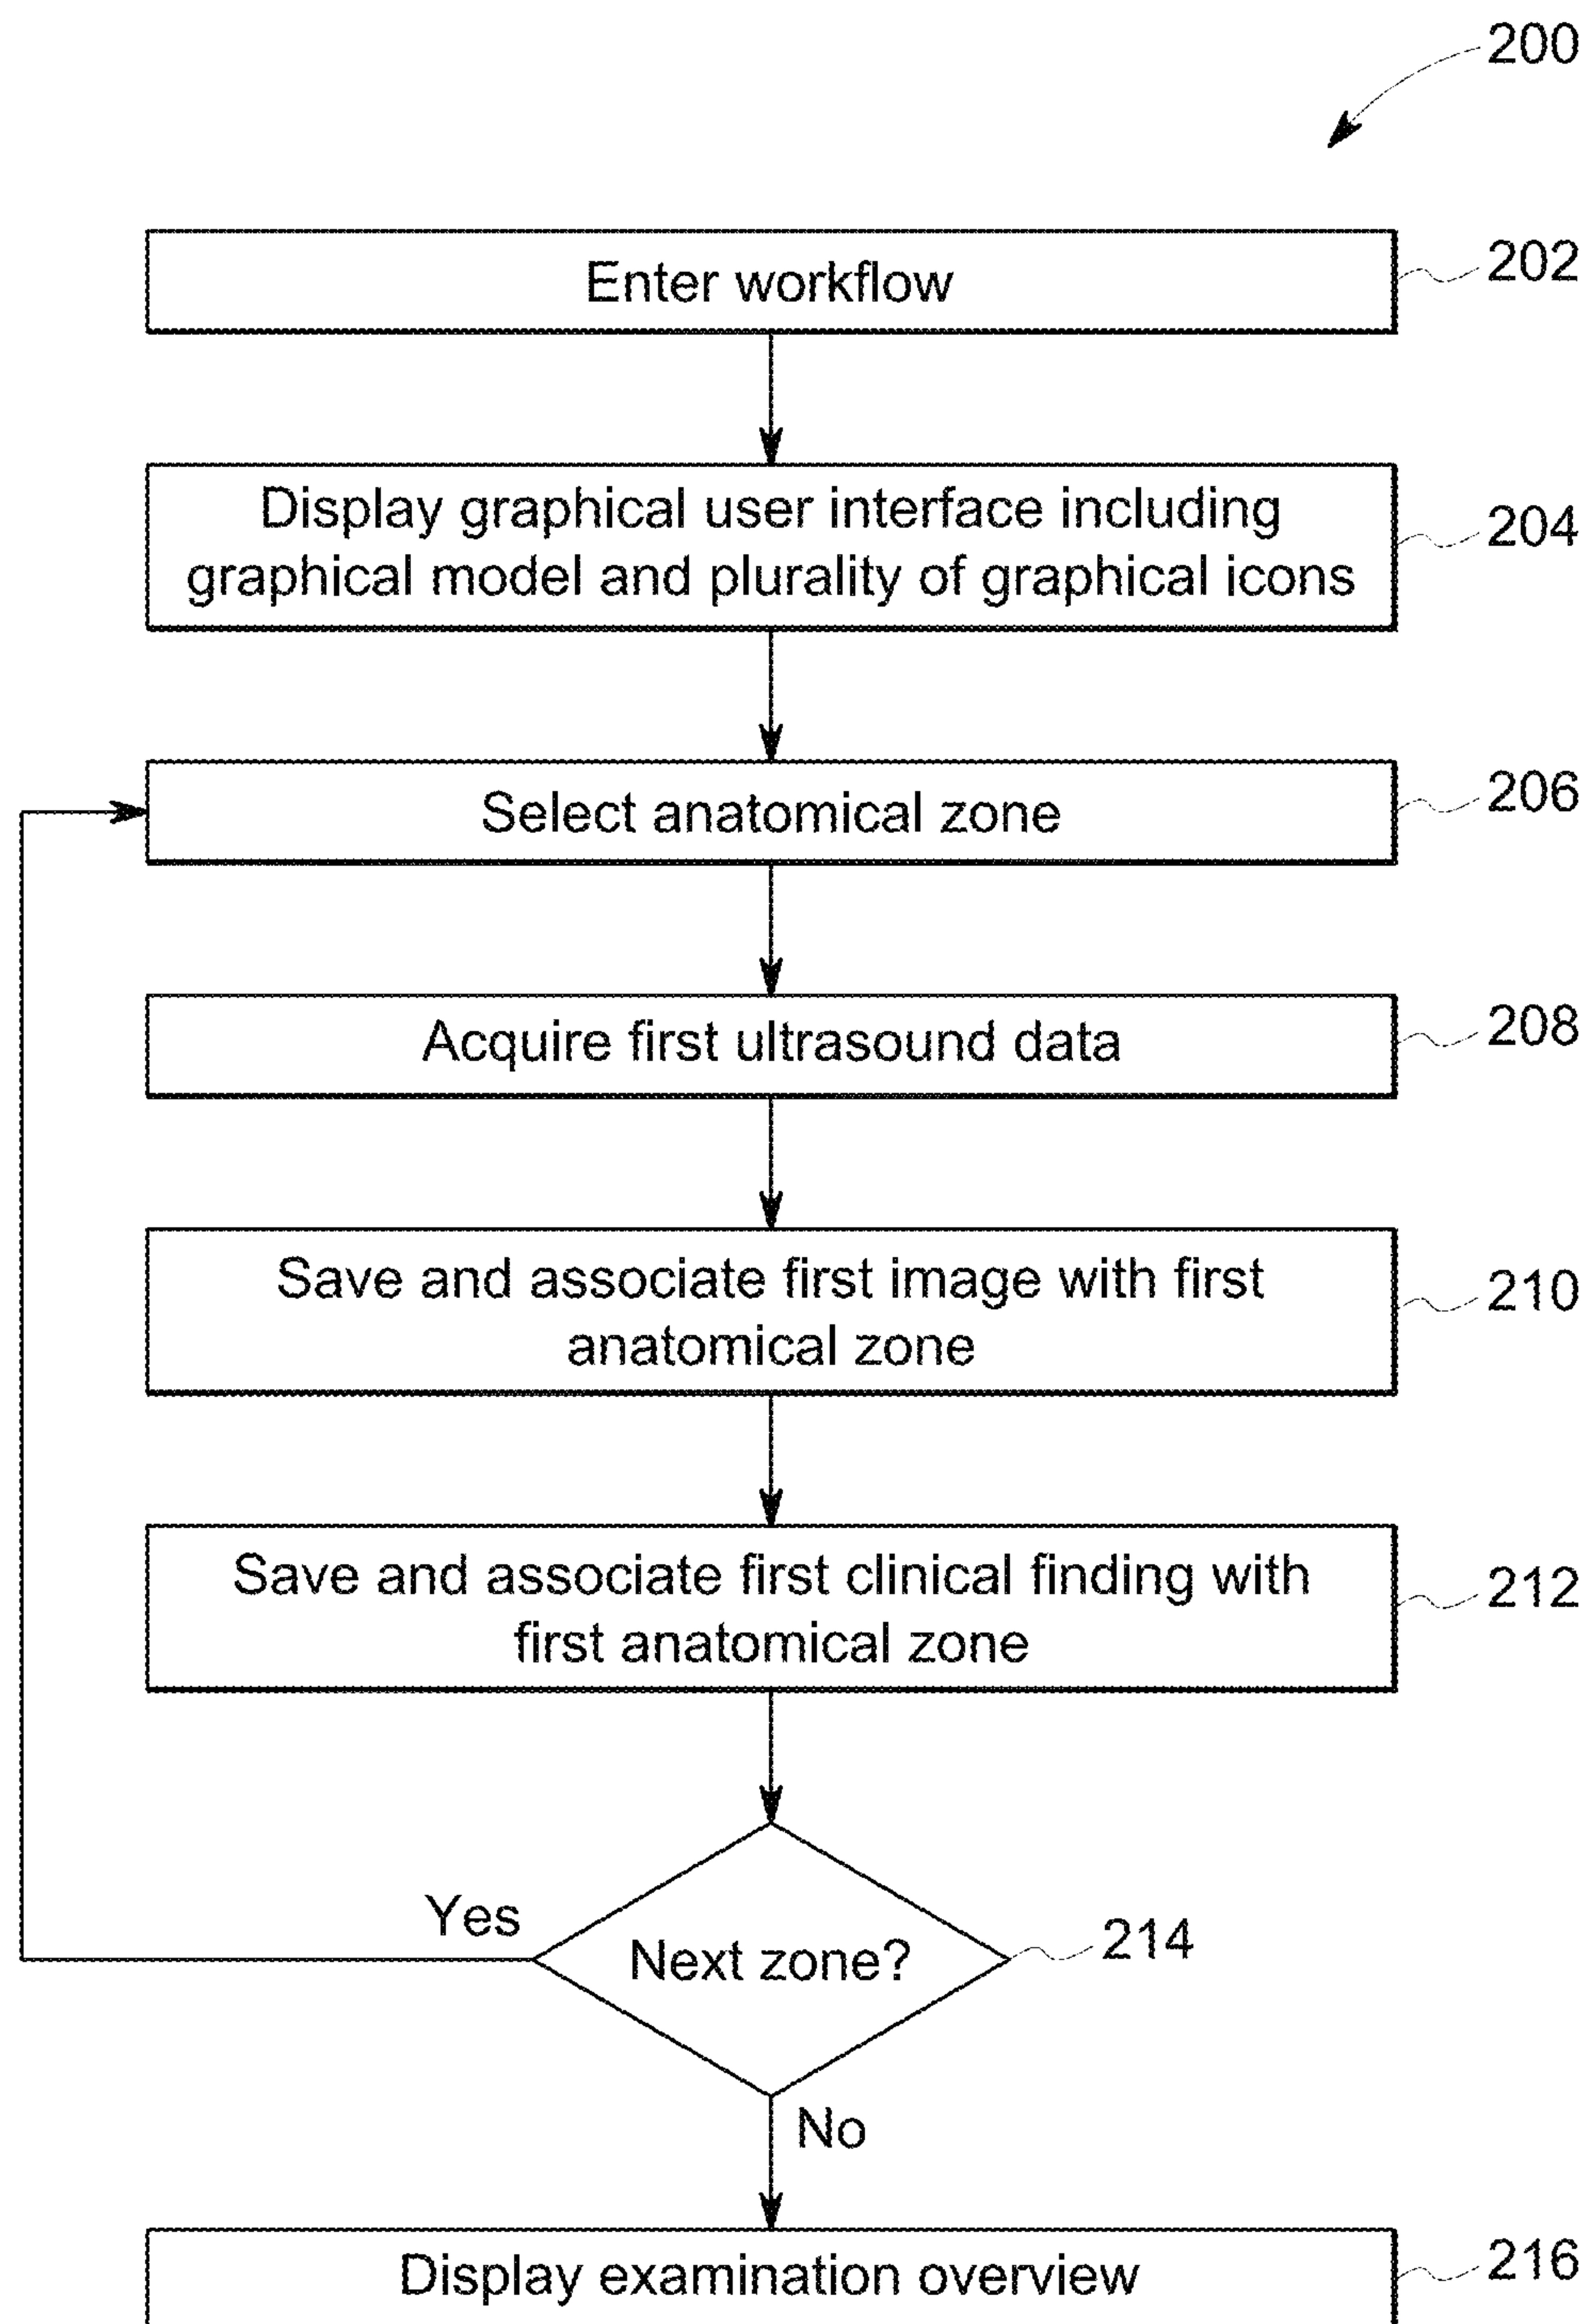 200
Enter workflow
202
Display graphical user interface including
graphical model and plurality of graphical icons
204
Select anatomical zone
206
Acquire first ultrasound data
208
Save and associate first image with first
anatomical zone
210
Save and associate first clinical finding with
first anatomical zone
212
Yes
Next zone?
214
No
Display examination overview
216